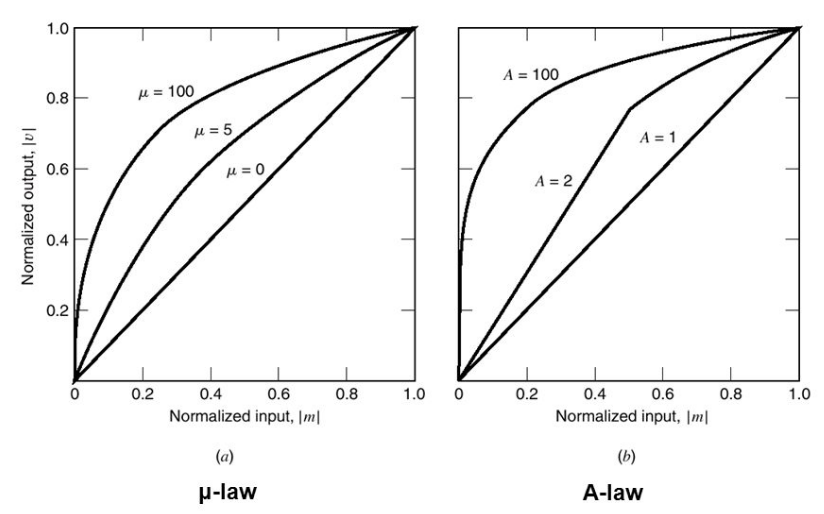 Normalized output, |v|
1.0
0.8
0.6
0.4
0.2
μ = 100
μ = 5
μ = 0
0 0.2 0.4 0.6 0.8 1.0
Normalized input, |m|
(a)
μ-law
A = 100
A = 1
A = 2
0 0.2 0.4 0.6 0.8 1.0
Normalized input, |m|
(b)
A-law